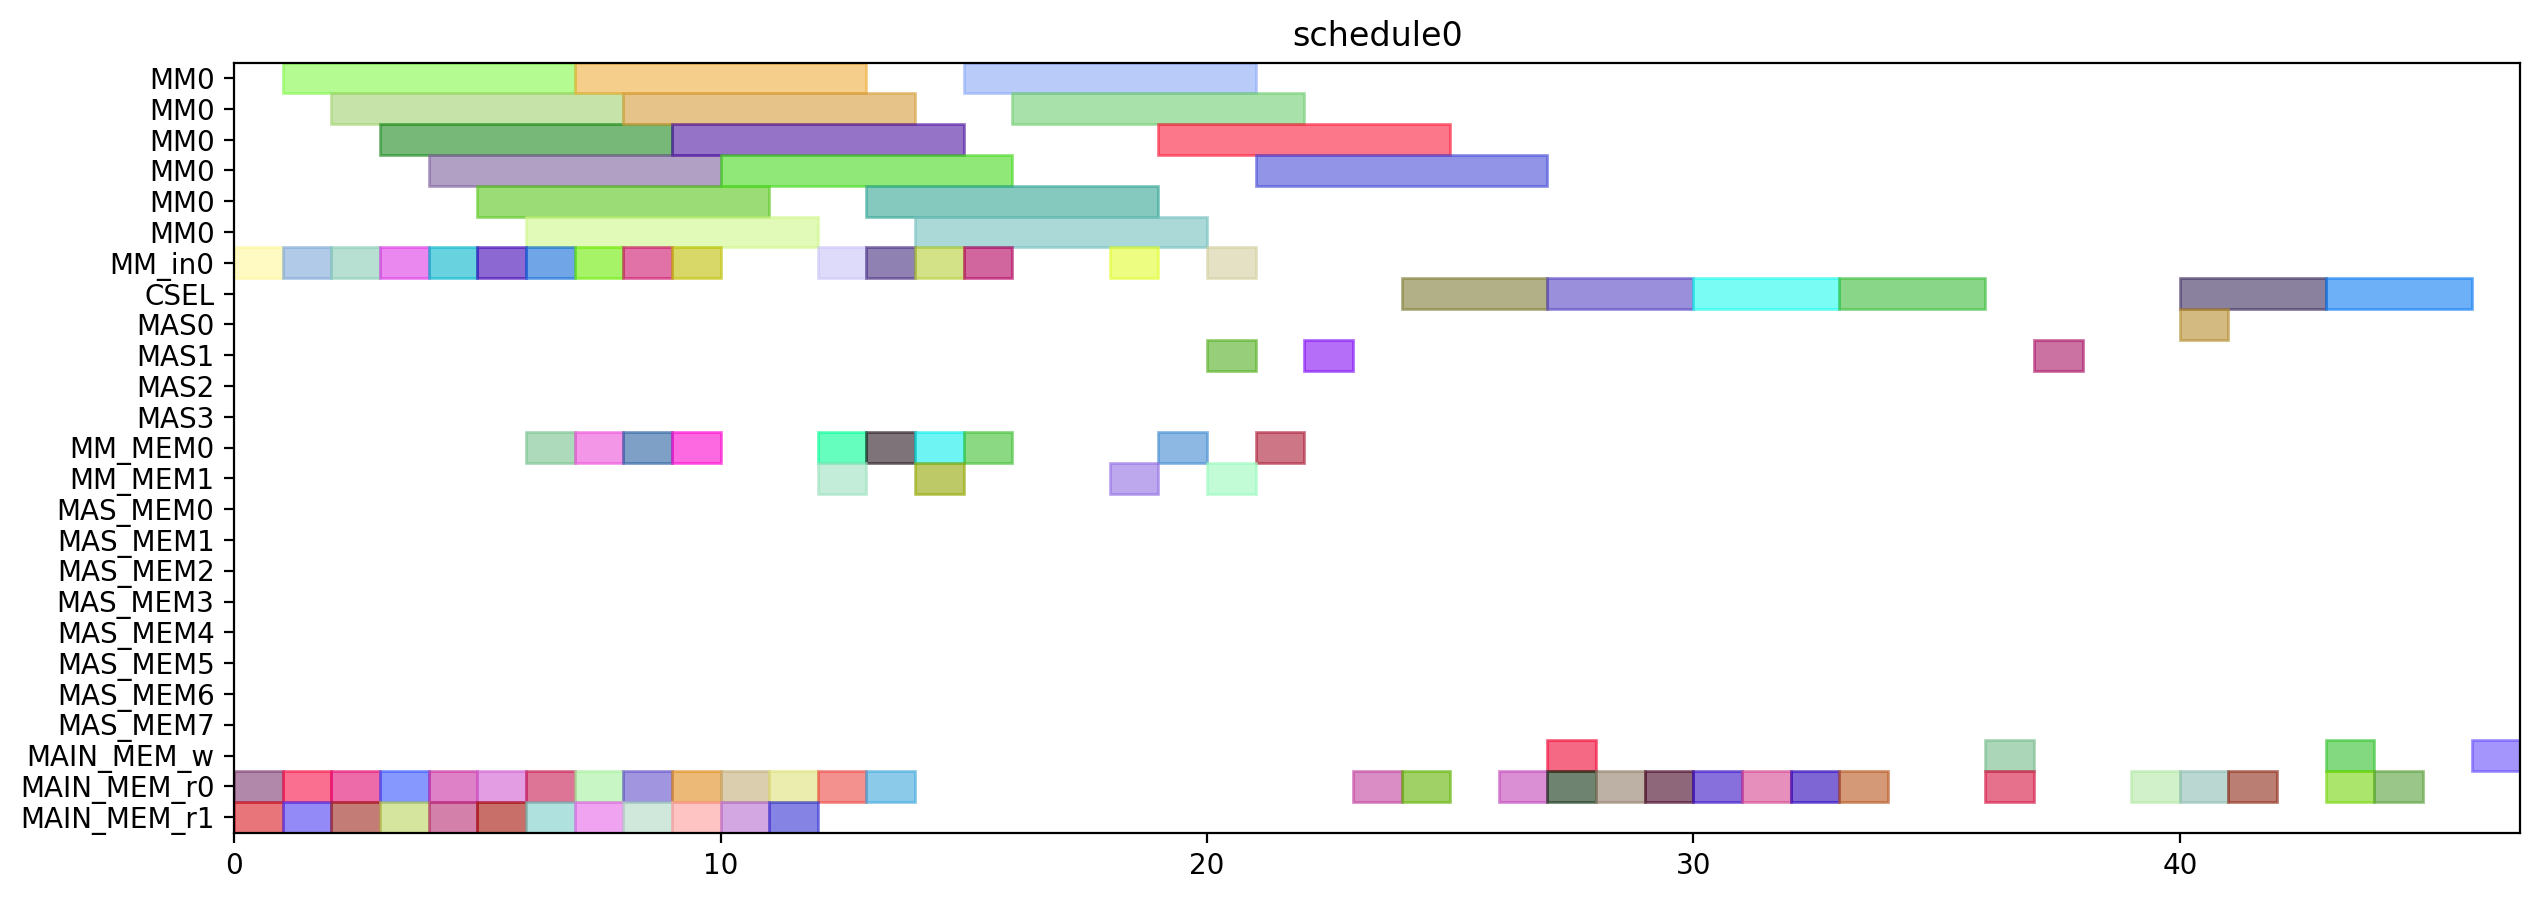 schedule0
MM0
MM0
MM0
MM0
MM0
MM0
MM_in0
CSEL
MAS0
MAS1
MAS2
MAS3
MM_MEM0
MM_MEM1
MAS_MEM0
MAS_MEM1
MAS_MEM2
MAS_MEM3
MAS_MEM4
MAS_MEM5
MAS_MEM6
MAS_MEM7
MAIN_MEM_w
MAIN_MEM_r0
MAIN_MEM_r1
0 10 20 30 40